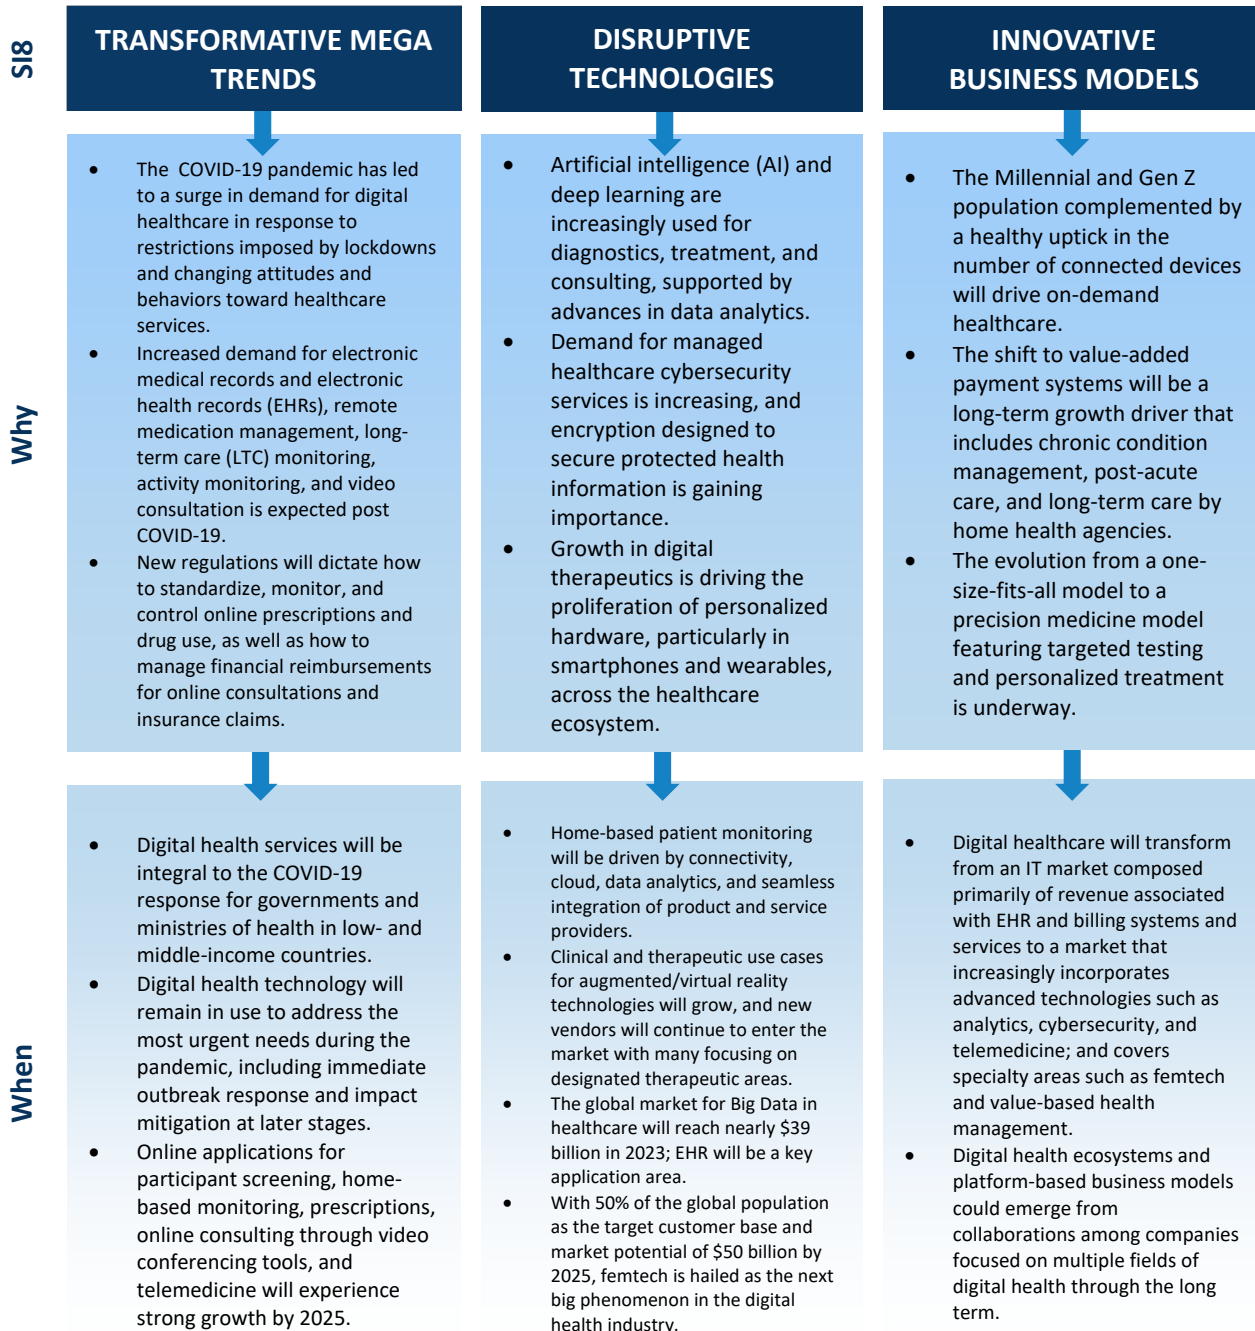 SI8
TRANSFORMATIVE MEGA
TRENDS
DISRUPTIVE
TECHNOLOGIES
INNOVATIVE
BUSINESS MODELS
Why
• The COVID-19 pandemic has led
to a surge in demand for digital
healthcare in response to
restrictions imposed by lockdowns
and changing attitudes and
behaviors toward healthcare
services.
• Increased demand for electronic
medical records and electronic
health records (EHRs), remote
medication management, long-
term care (LTC) monitoring,
activity monitoring, and video
consultation is expected post
COVID-19.
• New regulations will dictate how
to standardize, monitor, and
control online prescriptions and
drug use, as well as how to
manage financial reimbursements
for online consultations and
insurance claims.
• Artificial intelligence (AI) and
deep learning are
increasingly used for
diagnostics, treatment, and
consulting, supported by
advances in data analytics.
• Demand for managed
healthcare cybersecurity
services is increasing, and
encryption designed to
secure protected health
information is gaining
importance.
• Growth in digital
therapeutics is driving the
proliferation of personalized
hardware, particularly in
smartphones and wearables,
across the healthcare
ecosystem.
• The Millennial and Gen Z
population complemented by
a healthy uptick in the
number of connected devices
will drive on-demand
healthcare.
• The shift to value-added
payment systems will be a
long-term growth driver that
includes chronic condition
management, post-acute
care, and long-term care by
home health agencies.
• The evolution from a one-
size-fits-all model to a
precision medicine model
featuring targeted testing
and personalized treatment
is underway.
When
• Digital health services will be
integral to the COVID-19
response for governments and
ministries of health in low- and
middle-income countries.
• Digital health technology will
remain in use to address the
most urgent needs during the
pandemic, including immediate
outbreak response and impact
mitigation at later stages.
• Online applications for
participant screening, home-
based monitoring, prescriptions,
online consulting through video
conferencing tools, and
telemedicine will experience
strong growth by 2025.
• Home-based patient monitoring
will be driven by connectivity,
cloud, data analytics, and seamless
integration of product and service
providers.
• Clinical and therapeutic use cases
for augmented/virtual reality
technologies will grow, and new
vendors will continue to enter the
market with many focusing on
designated therapeutic areas.
• The global market for Big Data in
healthcare will reach nearly $39
billion in 2023; EHR will be a key
application area.
• With 50% of the global population
as the target customer base and
market potential of $50 billion by
2025, femtech is hailed as the next
big phenomenon in the digital
health industry.
• Digital healthcare will transform
from an IT market composed
primarily of revenue associated
with EHR and billing systems and
services to a market that
increasingly incorporates
advanced technologies such as
analytics, cybersecurity, and
telemedicine; and covers
specialty areas such as femtech
and value-based health
management.
• Digital health ecosystems and
platform-based business models
could emerge from
collaborations among companies
focused on multiple fields of
digital health through the long
term.